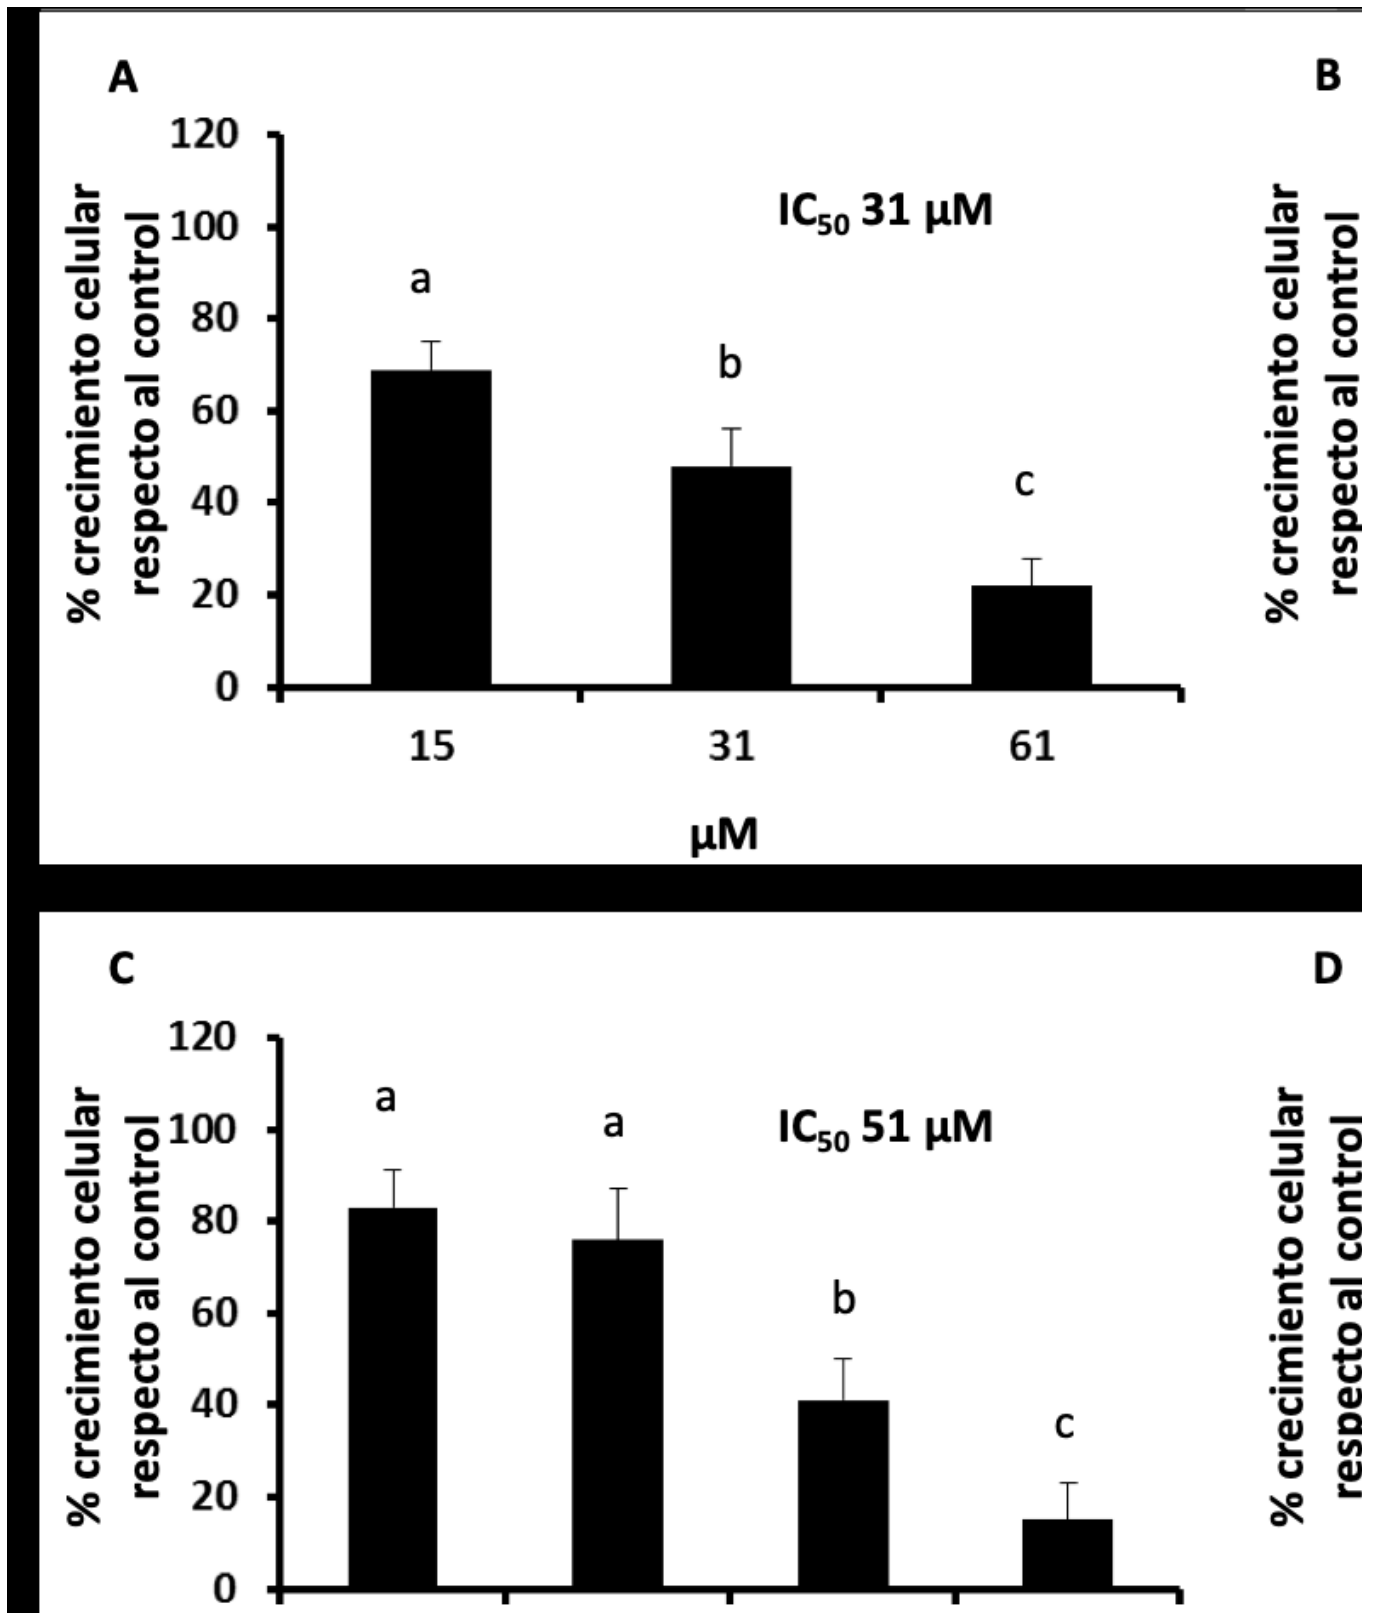 A
% crecimiento celular
respecto al control
120
100
80
60
40
20
0
IC50 31 µM
a
b
c
15 31 61
µM
B
% crecimiento celular
respecto al control
C
% crecimiento celular
respecto al control
120
100
80
60
40
20
0
IC50 51 µM
a
a
b
c
D
% crecimiento celular
respecto al control